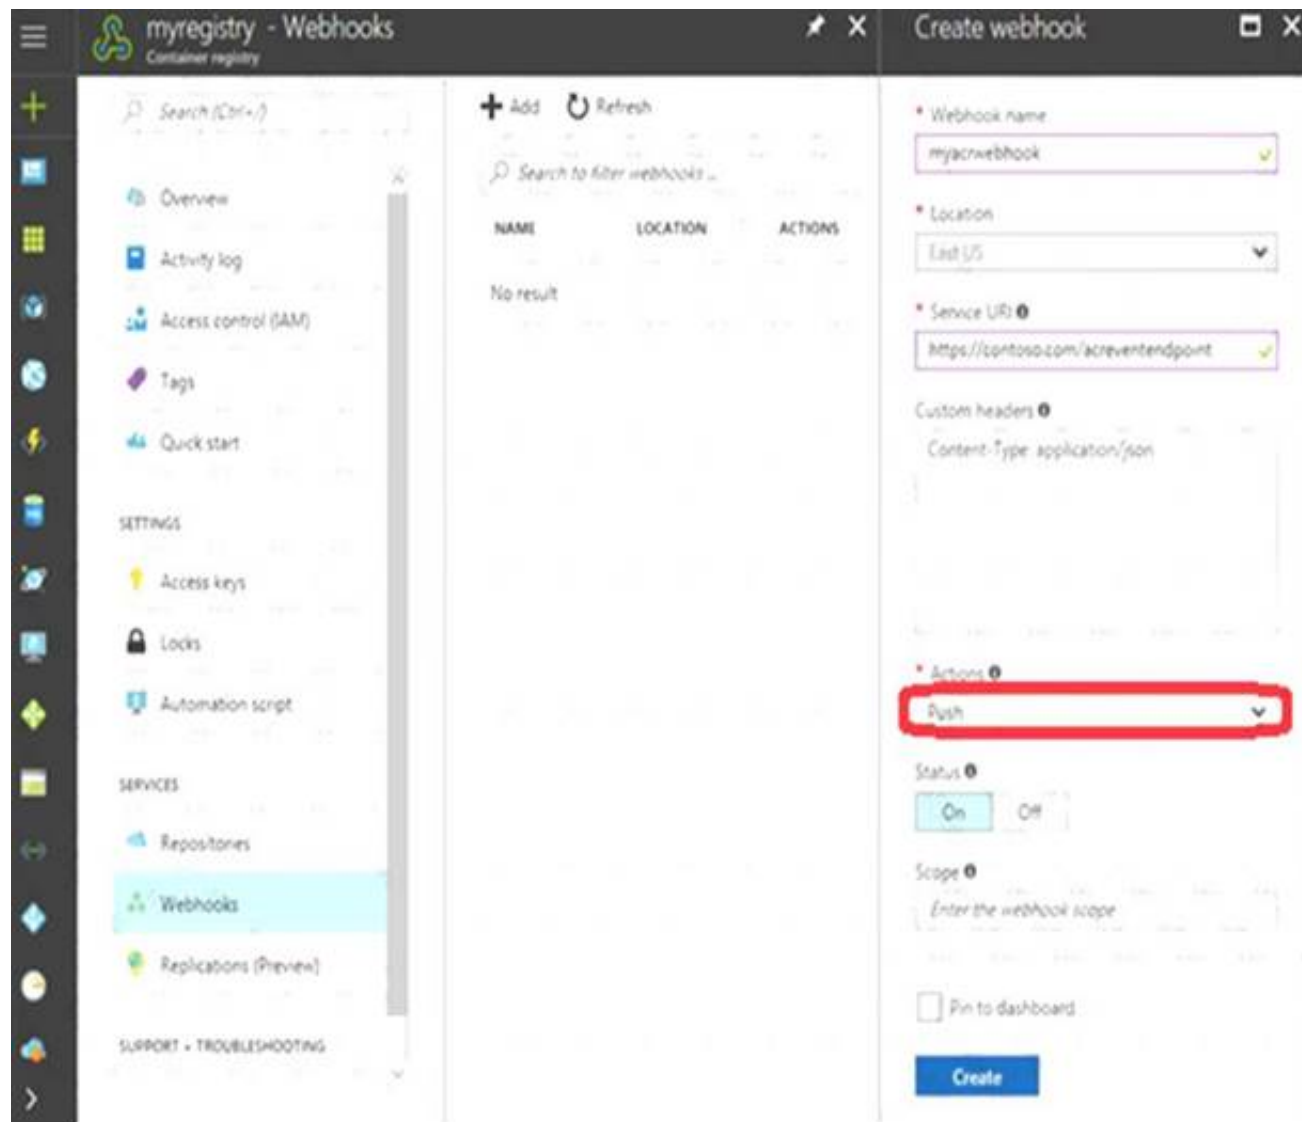 myregistry - Webhooks
Container registry
Search (Ctrl+/)
Overview
Activity log
Access control (IAM)
Tags
Quick start
SETTINGS
Access keys
Locks
Automation script
SERVICES
Repositories
Webhooks
Replications (Preview)
SUPPORT + TROUBLESHOOTING
Add Refresh
Search to filter webhooks ...
NAME LOCATION ACTIONS
No result
Create webhook
* Webhook name
myacrwebhook
* Location
East US
* Service URI
https://contoso.com/acreventendpoint
Custom headers
Content-Type: application/json
* Actions
Push
Status
On Off
Scope
Enter the webhook scope
Pin to dashboard
Create